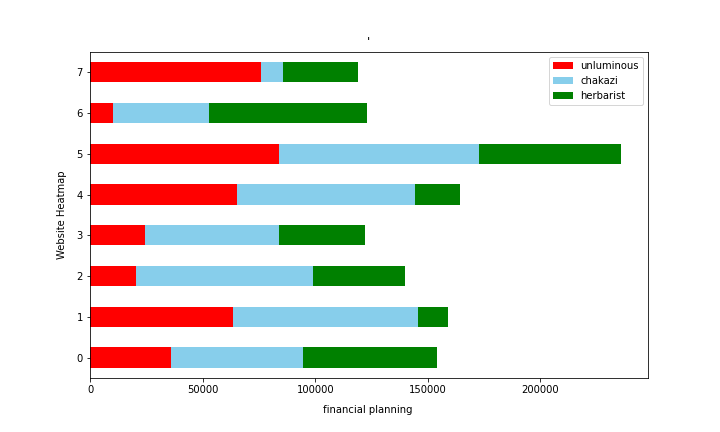 '
unluminous
chakazi
herbarist
Website Heatmap
7
6
5
4
3
2
1
0
0 50000 100000 150000 200000
financial planning